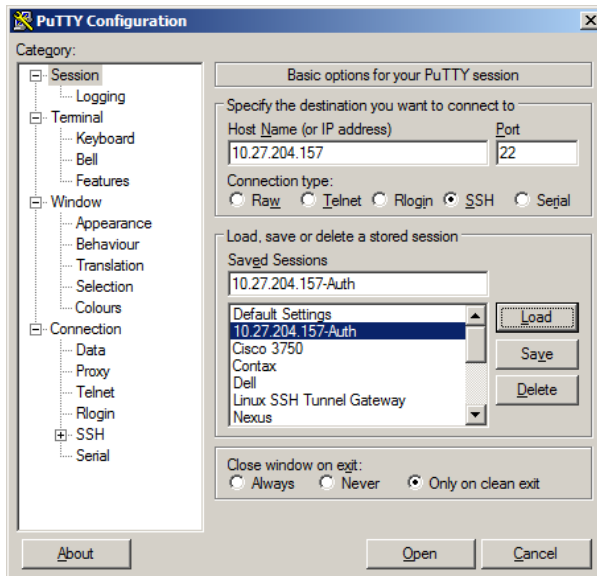 PuTTY Configuration
Category:
Session
Logging
Terminal
Keyboard
Bell
Features
Window
Appearance
Behaviour
Translation
Selection
Colours
Connection
Data
Proxy
Telnet
Rlogin
SSH
Serial
Basic options for your PuTTY session
Specify the destination you want to connect to
Host Name (or IP address) Port
10.27.204.157 22
Connection type:
Raw Telnet Rlogin SSH Serial
Load, save or delete a stored session
Saved Sessions
10.27.204.157-Auth
Default Settings
10.27.204.157-Auth
Cisco 3750
Contax
Dell
Linux SSH Tunnel Gateway
Nexus
Load
Save
Delete
Close window on exit:
Always Never Only on clean exit
About Open Cancel